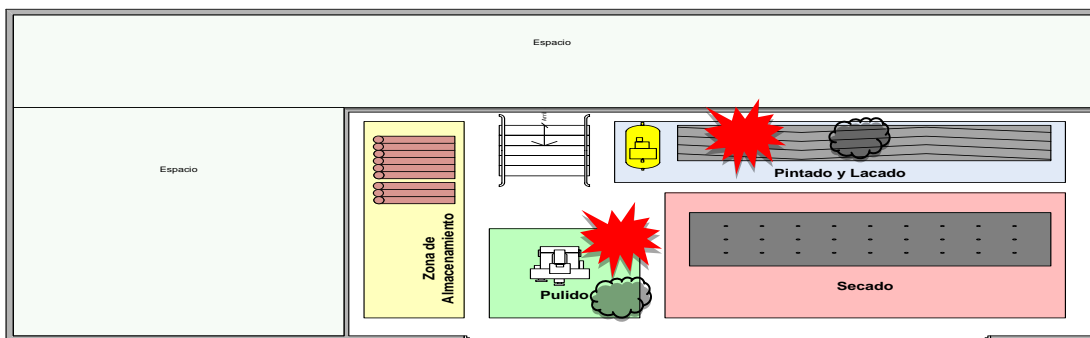 Espacio
Espacio
Zona de
Almacenamiento
Pintado y Lacado
Pulido
Secado